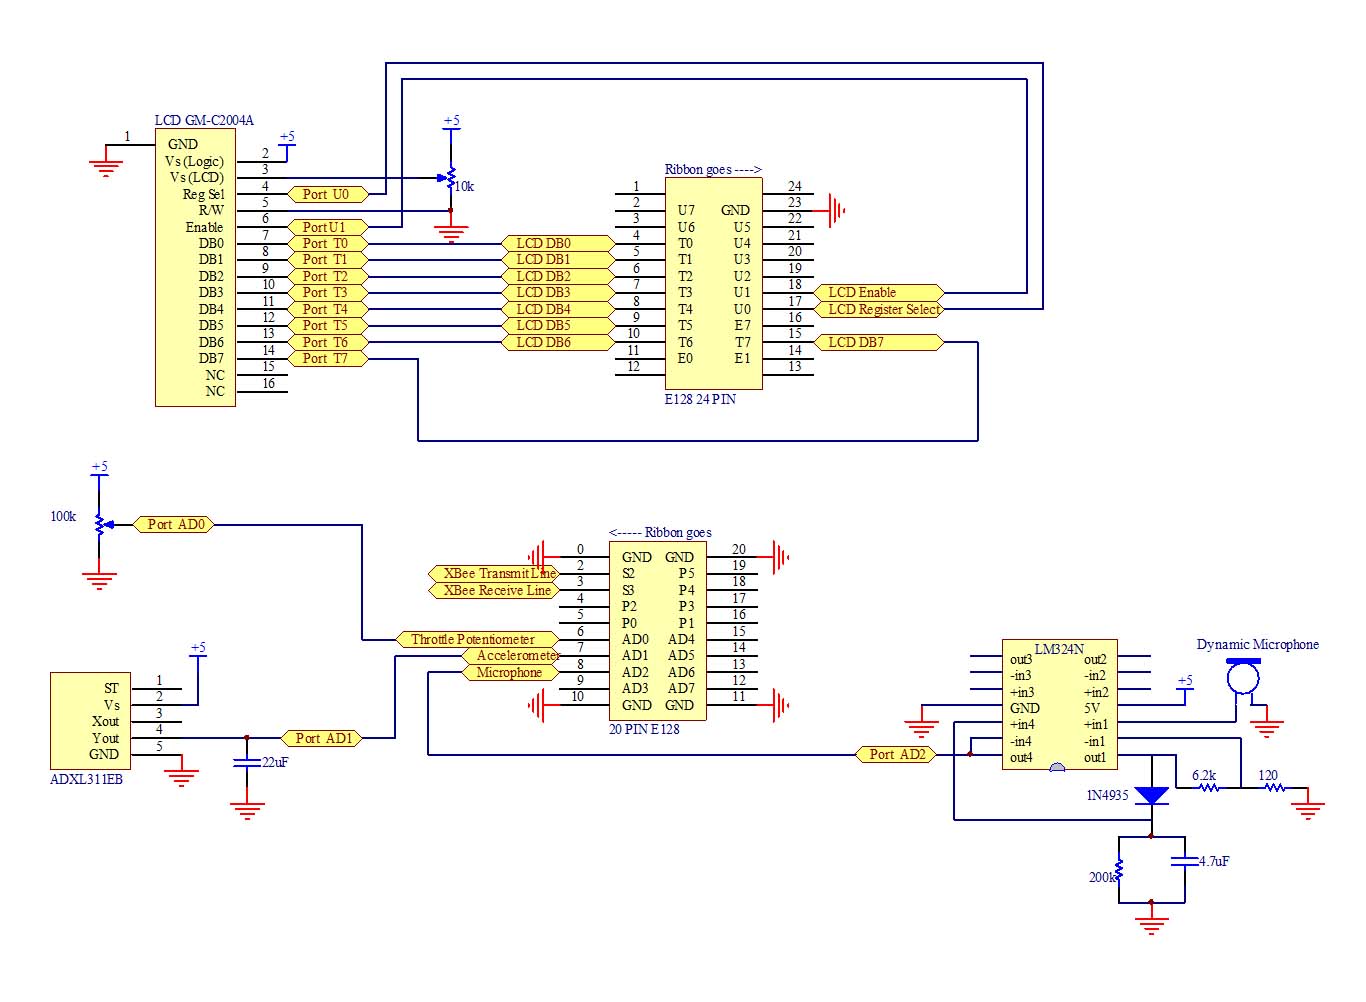 LCD GM-C2004A
1 GND
+5
Vs (Logic) 2
Vs (LCD) 3
Reg Sel 4 Port U0
R/W 5
Enable 6 Port U1
DB0 7 Port T0
DB1 8 Port T1
DB2 9 Port T2
DB3 10 Port T3
DB4 11 Port T4
DB5 12 Port T5
DB6 13 Port T6
DB7 14 Port T7
NC 15
NC 16
+5
10k
LCD DB0
LCD DB1
LCD DB2
LCD DB3
LCD DB4
LCD DB5
LCD DB6
Ribbon goes ---->
1 24
2 U7 GND 23
3 U6 U5 22
4 T0 U4 21
5 T1 U3 20
6 T2 U2 19
7 T3 U1 18 LCD Enable
8 T4 U0 17 LCD Register Select
9 T5 E7 16
10 T6 T7 15 LCD DB7
11 E0 E1 14
12 13
E128 24 PIN
+5
100k
Port AD0
<----- Ribbon goes
0 GND GND 20
XBee Transmit Line 2 S2 P5 19
XBee Receive Line 3 S3 P4 18
4 P2 P3 17
5 P0 P1 16
Throttle Potentiometer 6 AD0 AD4 15
Accelerometer 7 AD1 AD5 14
Microphone 8 AD2 AD6 13
9 AD3 AD7 12
10 GND GND 11
20 PIN E128
+5
ST 1
Vs 2
Xout 3
Yout 4 Port AD1
GND 5
ADXL311EB
22uF
Port AD2
LM324N
out3 out2
-in3 -in2
+in3 +in2
GND 5V
+in4 +in1
-in4 -in1
out4 out1
Dynamic Microphone
+5
6.2k 120
1N4935
200k 4.7uF